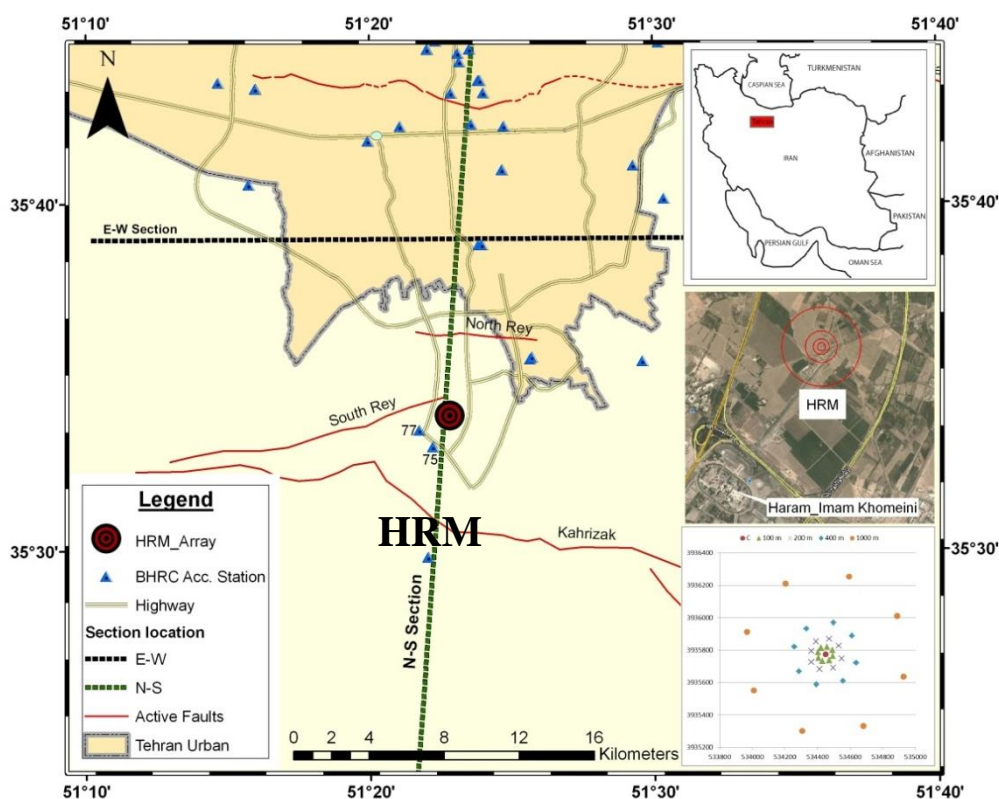 51°10' 51°20' 51°30' 51°40'
N
35°40'
35°30'
E-W Section
North Rey
South Rey
77
75
HRM
Kahrizak
N-S Section
Legend
HRM_Array
BHRC Acc. Station
Highway
Section location
E-W
N-S
Active Faults
Tehran Urban
0 2 4 8 12 16
Kilometers
TURKMENISTAN
CASPIAN SEA
Tehran
IRAN
AFGHANISTAN
PAKISTAN
PERSIAN GULF
OMAN SEA
35°40'
HRM
Haram_Imam Khomeini
35°30'
C 100 m 200 m 400 m 1000 m
3936400
3936200
3936000
3935800
3935600
3935400
3935200
533800 534000 534200 534400 534600 534800 535000
51°10' 51°20' 51°30' 51°40'